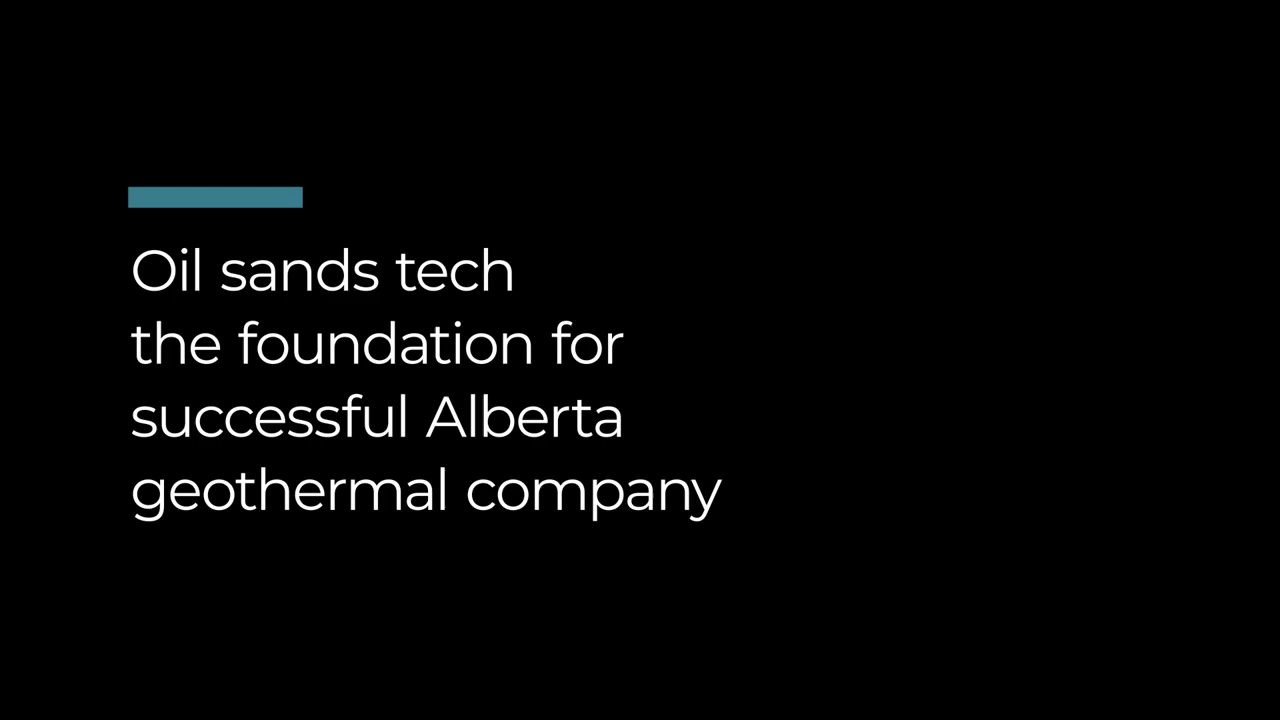 Oil sands tech
the foundation for
successful Alberta
geothermal company